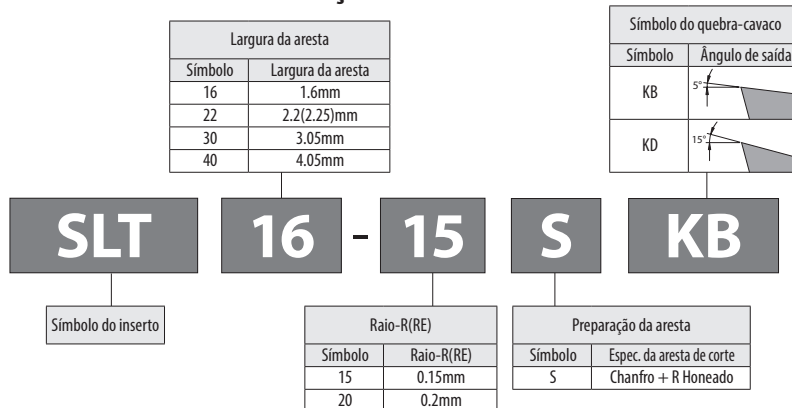 Largura da aresta
Símbolo Largura da aresta
16 1.6mm
22 2.2(2.25)mm
30 3.05mm
40 4.05mm
Símbolo do quebra-cavaco
Símbolo Ângulo de saída
KB 5°
KD 15°
SLT 16 - 15 S KB
Símbolo do inserto
Raio-R(RE)
Símbolo Raio-R(RE)
15 0.15mm
20 0.2mm
Preparação da aresta
Símbolo Espec. da aresta de corte
S Chanfro + R Honeado